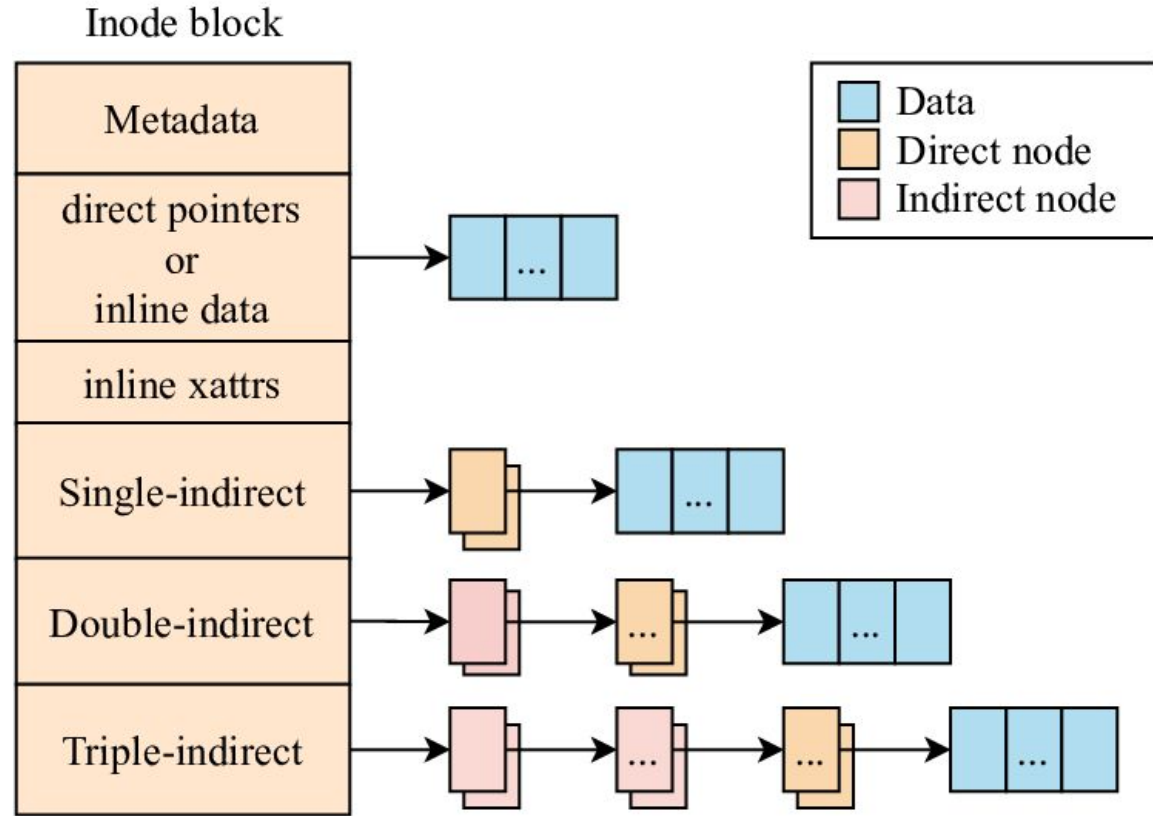 Inode block
Metadata
direct pointers
or
inline data
inline xattrs
Single-indirect
Double-indirect
Triple-indirect
Data
Direct node
Indirect node
...
...
...
...
...
...
...